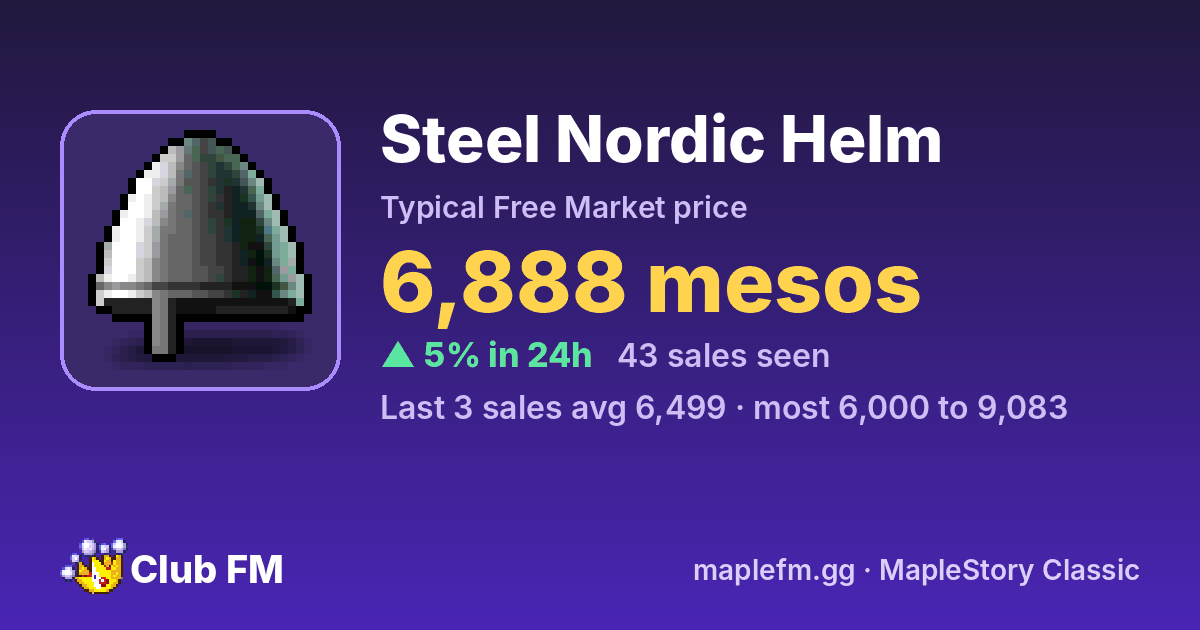 Steel Nordic Helm
Typical Free Market price
6,888 mesos
▲ 5% in 24h 43 sales seen
Last 3 sales avg 6,499 · most 6,000 to 9,083
Club FM
maplefm.gg · MapleStory Classic